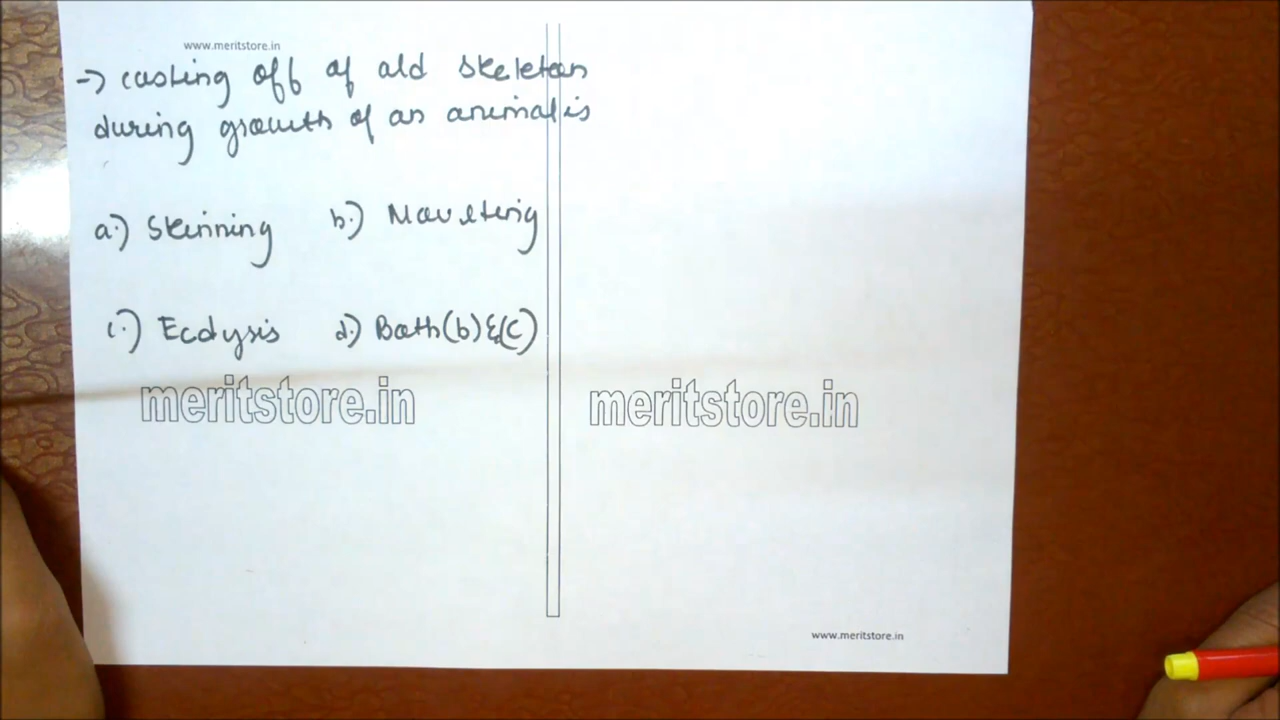 www.meritstore.in
→ casting off of old skeleton
during growth of an animal is
a.) Skinning b.) Moulting
c.) Ecdysis d.) Both (b) & (c)
meritstore.in meritstore.in
www.meritstore.in